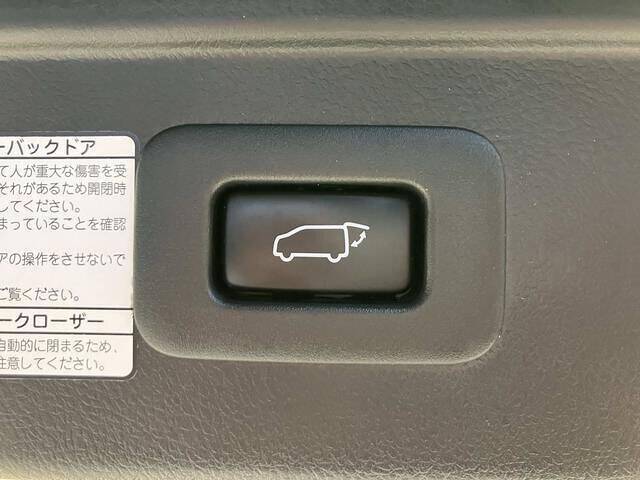 ーバックドア
て人が重大な傷害を受
それがあるため開閉時
してください。
まっていることを確認
アの操作をさせないで
ご覧ください。
ークローザー
自動的に閉まるため、
注意してください。